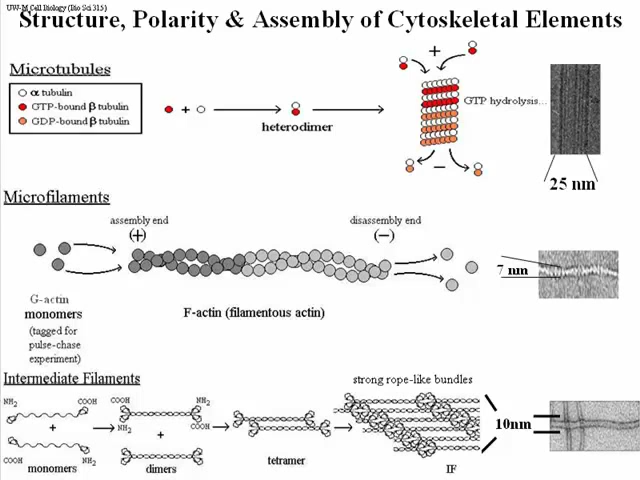 UW-M Cell Biology (Bio Sci 315)
Structure, Polarity & Assembly of Cytoskeletal Elements
Microtubules
α tubulin
GTP-bound β tubulin
GDP-bound β tubulin
+
heterodimer
+
GTP hydrolysis...
−
25 nm
Microfilaments
assembly end
(+)
disassembly end
(−)
7 nm
G-actin
monomers
(tagged for
pulse-chase
experiment)
F-actin (filamentous actin)
Intermediate Filaments
strong rope-like bundles
NH2
COOH
+
COOH
NH2
monomers
COOH
NH2
NH2
COOH
+
dimers
tetramer
IF
10nm